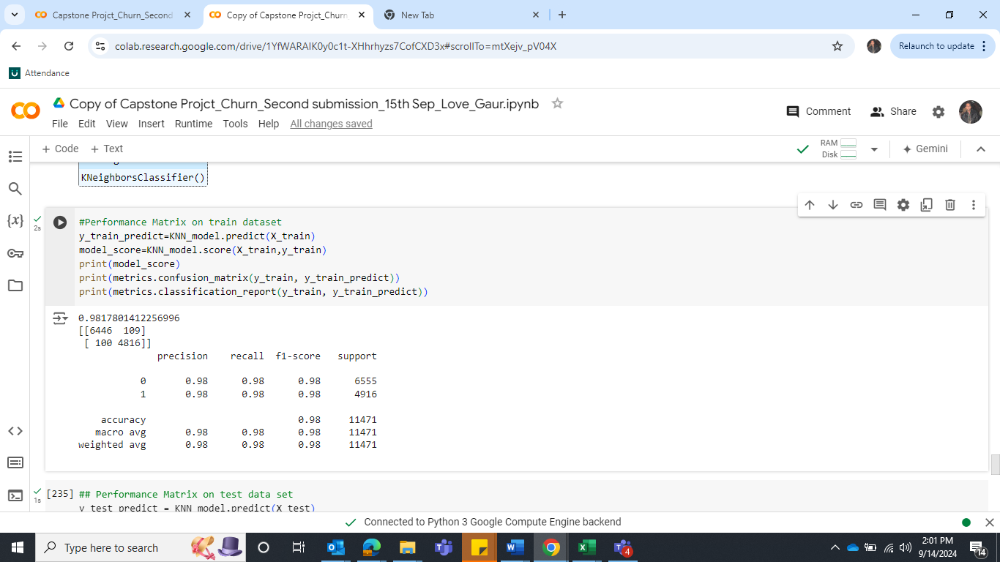 Capstone Projct_Churn_Second
Copy of Capstone Projct_Churn
New Tab
colab.research.google.com/drive/1YfWARAIK0y0c1t-XHhrhyzs7CofCXD3x#scrollTo=mtXejv_pV04X
Relaunch to update
Attendance
Copy of Capstone Projct_Churn_Second submission_15th Sep_Love_Gaur.ipynb
Comment
Share
File Edit View Insert Runtime Tools Help All changes saved
+ Code + Text
RAM
Disk
Gemini
KNeighborsClassifier()
2s
#Performance Matrix on train dataset
y_train_predict=KNN_model.predict(X_train)
model_score=KNN_model.score(X_train,y_train)
print(model_score)
print(metrics.confusion_matrix(y_train, y_train_predict))
print(metrics.classification_report(y_train, y_train_predict))
0.9817801412256996
[[6446 109]
[ 100 4816]]
precision recall f1-score support
0 0.98 0.98 0.98 6555
1 0.98 0.98 0.98 4916
accuracy 0.98 11471
macro avg 0.98 0.98 0.98 11471
weighted avg 0.98 0.98 0.98 11471
1s
[235] ## Performance Matrix on test data set
y_test_predict = KNN_model.predict(X_test)
Connected to Python 3 Google Compute Engine backend
Type here to search
4
2:01 PM
9/14/2024
14